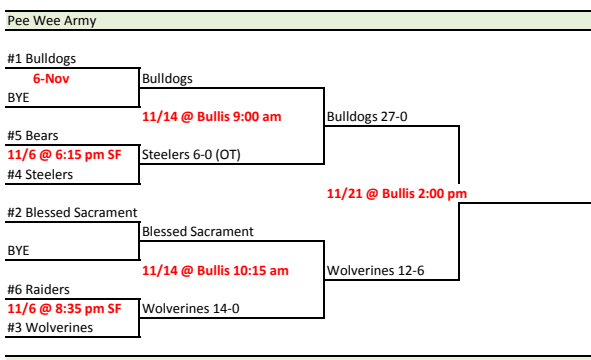 Pee Wee Army
#1 Bulldogs
6-Nov
Bulldogs
BYE
11/14 @ Bullis 9:00 am
Bulldogs 27-0
#5 Bears
11/6 @ 6:15 pm SF
Steelers 6-0 (OT)
#4 Steelers
11/21 @ Bullis 2:00 pm
#2 Blessed Sacrament
Blessed Sacrament
BYE
11/14 @ Bullis 10:15 am
Wolverines 12-6
#6 Raiders
11/6 @ 8:35 pm SF
Wolverines 14-0
#3 Wolverines